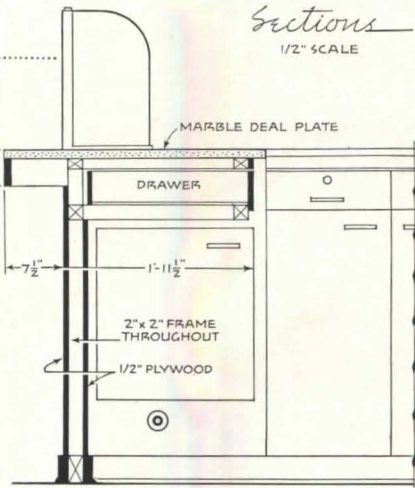 Sections
1/2" SCALE
MARBLE DEAL PLATE
DRAWER
7 1/2"
1'-11 1/2"
2" x 2" FRAME
THROUGHOUT
1/2" PLYWOOD